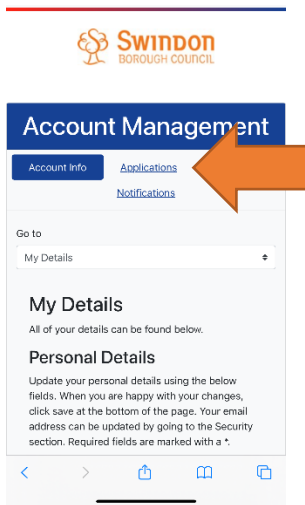 Swindon
BOROUGH COUNCIL
Account Management
Account Info
Applications
Notifications
Go to
My Details
My Details
All of your details can be found below.
Personal Details
Update your personal details using the below
fields. When you are happy with your changes,
click save at the bottom of the page. Your email
address can be updated by going to the Security
section. Required fields are marked with a *.